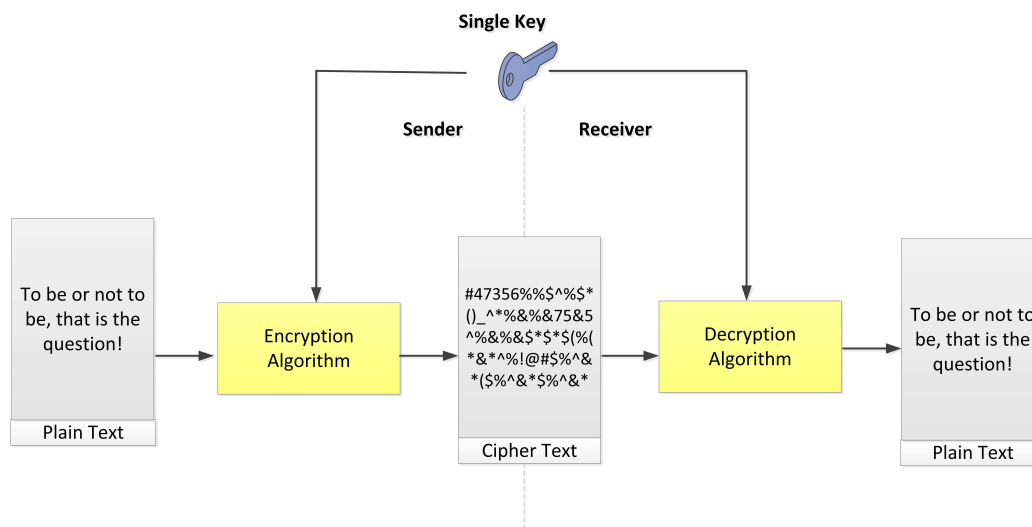 Single Key
Sender
Receiver
To be or not to
be, that is the
question!
Plain Text
Encryption
Algorithm
#47356%%$^%$*
()_^*%&%&75&5
^%&%&$*$*$(%(
*&*^%!@#$%^&
*($%^&*$%^&*
Cipher Text
Decryption
Algorithm
To be or not to
be, that is the
question!
Plain Text